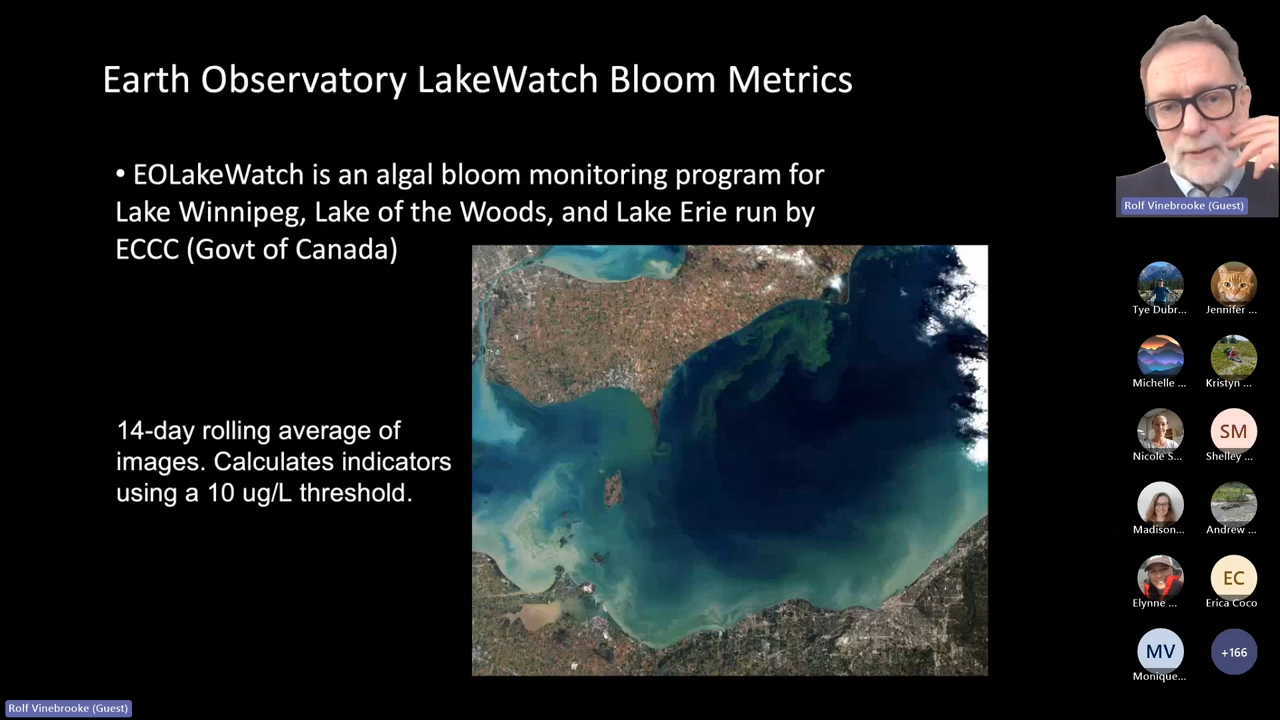 Earth Observatory LakeWatch Bloom Metrics
• EOLakeWatch is an algal bloom monitoring program for
Lake Winnipeg, Lake of the Woods, and Lake Erie run by
ECCC (Govt of Canada)
14-day rolling average of
images. Calculates indicators
using a 10 ug/L threshold.
Rolf Vinebrooke (Guest)
Tye Dubr...
Jennifer ...
Michelle ...
Kristyn ...
Nicole S...
SM
Shelley ...
Madison...
Andrew ...
Elynne ...
EC
Erica Coco
MV
Monique...
+166
Rolf Vinebrooke (Guest)